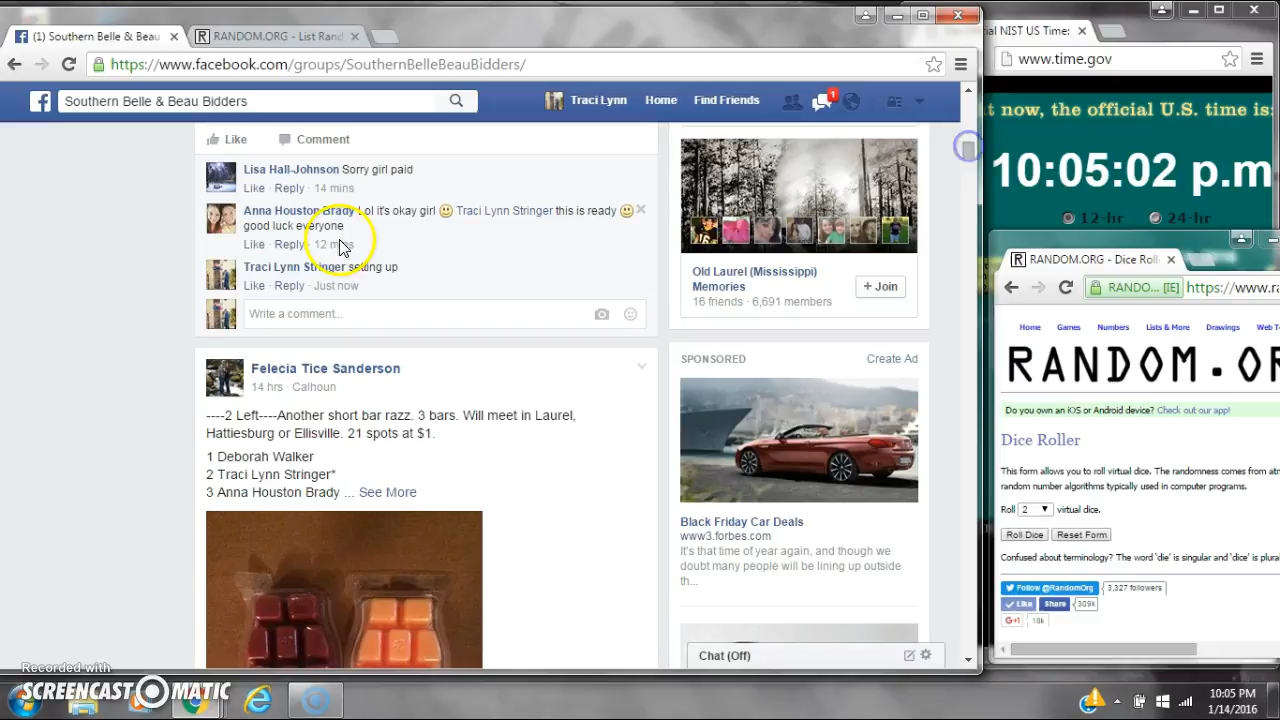 (1) Southern Belle & Beau
RANDOM.ORG - List Rand
https://www.facebook.com/groups/SouthernBelleBeauBidders/
Southern Belle & Beau Bidders
Traci Lynn Home Find Friends
1
Like Comment
Lisa Hall-Johnson Sorry girl paid
Like · Reply · 14 mins
Anna Houston Brady Lol it's okay girl Traci Lynn Stringer this is ready
good luck everyone
Like · Reply · 12 mins
Traci Lynn Stringer setting up
Like · Reply · Just now
Write a comment...
Felecia Tice Sanderson
14 hrs · Calhoun
----2 Left----Another short bar razz. 3 bars. Will meet in Laurel,
Hattiesburg or Ellisville. 21 spots at $1.
1 Deborah Walker
2 Traci Lynn Stringer*
3 Anna Houston Brady ... See More
Old Laurel (Mississippi)
Memories
16 friends · 6,691 members
+ Join
SPONSORED Create Ad
Black Friday Car Deals
www3.forbes.com
It's that time of year again, and though we
doubt many people will be lining up outside
th...
Chat (Off)
ial NIST US Time:
www.time.gov
t now, the official U.S. time is:
10:05:02 p.m
12-hr 24-hr
RANDOM.ORG - Dice Roll
RANDO... [IE] https://www.ra
Home Games Numbers Lists & More Drawings Web T
RANDOM.OR
Do you own an iOS or Android device? Check out our app!
Dice Roller
This form allows you to roll virtual dice. The randomness comes from atm
random number algorithms typically used in computer programs.
Roll 2 virtual dice.
Roll Dice Reset Form
Confused about terminology? The word 'die' is singular and 'dice' is plural
Follow @RandomOrg 3,327 followers
Like Share 309k
G+1 18k
Recorded with
SCREENCAST-O-MATIC
10:05 PM
1/14/2016